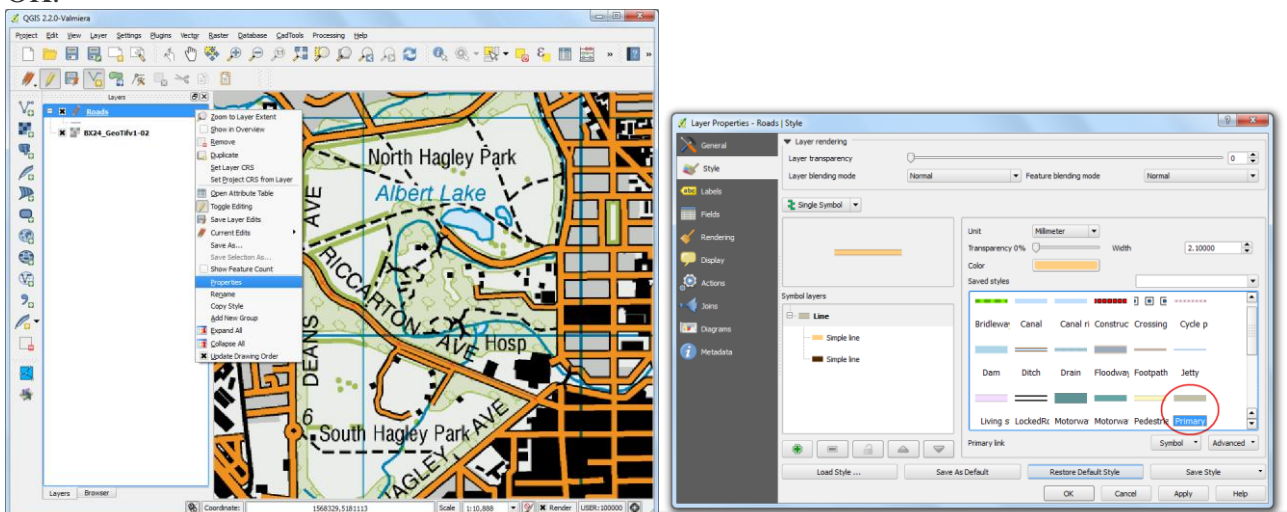 OK.
QGIS 2.2.0-Valmiera
Project Edit View Layer Settings Plugins Vector Raster Database CadTools Processing Help
Layers
Roads
BX24_GeoTifv1-02
Zoom to Layer Extent
Show in Overview
Remove
Duplicate
Set Layer CRS
Set Project CRS from Layer
Open Attribute Table
Toggle Editing
Save Layer Edits
Current Edits
Save As...
Save Selection As...
Show Feature Count
Properties
Rename
Copy Style
Add New Group
Expand All
Collapse All
Update Drawing Order
North Hagley Park
Albert Lake
AVE
RICCARTON
AVE
Hosp
DEANS
6
South Hagley Park
AVE
HAGLEY
Layers Browser
Coordinate: 1568329,5181113 Scale 1:10,888 Render USER:100000
Layer Properties - Roads | Style
General
Style
Labels
Fields
Rendering
Display
Actions
Joins
Diagrams
Metadata
Layer rendering
Layer transparency 0
Layer blending mode Normal Feature blending mode Normal
Single Symbol
Unit Millimeter
Transparency 0% Width 2.10000
Color
Saved styles
Symbol layers
Line
Simple line
Simple line
Bridleway Canal Canal ri Construc Crossing Cycle p
Dam Ditch Drain Floodway Footpath Jetty
Living s LockedRo Motorwa Motorwa Pedestria Primary
Primary link Symbol Advanced
Load Style ... Save As Default Restore Default Style Save Style
OK Cancel Apply Help